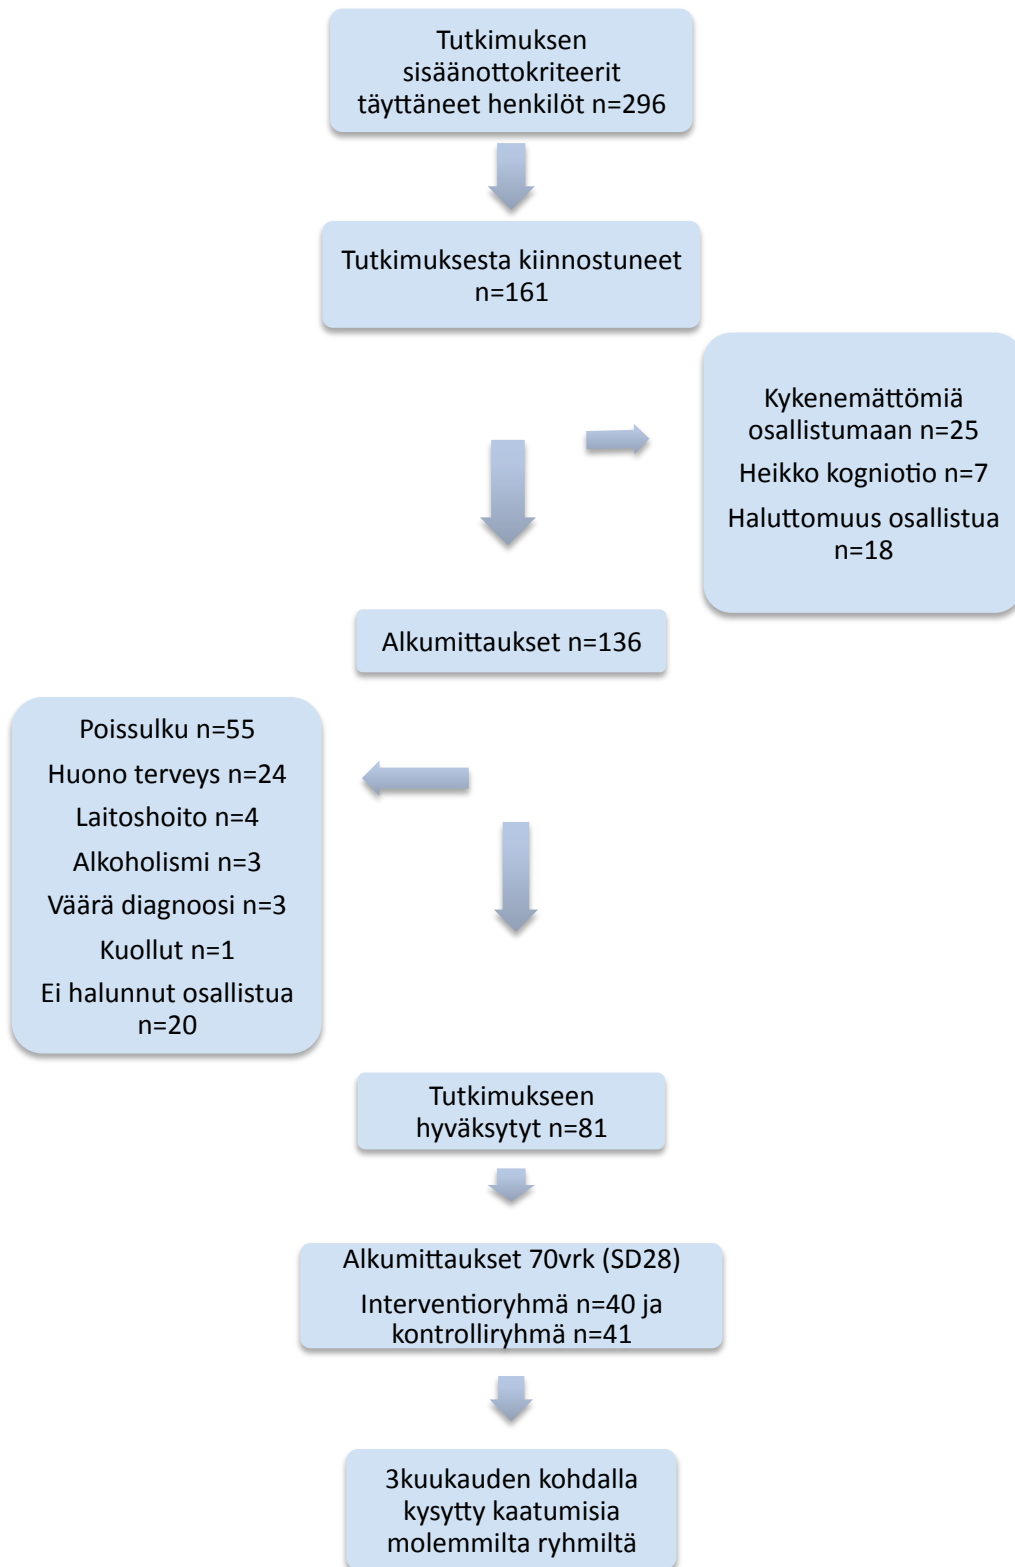 Tutkimuksen
sisäänottokriteerit
täyttäneet henkilöt n=296
Tutkimuksesta kiinnostuneet
n=161
Kykenemättömiä
osallistumaan n=25
Heikko kogniotio n=7
Haluttomuus osallistua
n=18
Alkumittaukset n=136
Poissulku n=55
Huono terveys n=24
Laitoshoito n=4
Alkoholismi n=3
Väärä diagnoosi n=3
Kuollut n=1
Ei halunnut osallistua
n=20
Tutkimukseen
hyväksytyt n=81
Alkumittaukset 70vrk (SD28)
Interventioryhmä n=40 ja
kontrolliryhmä n=41
3kuukauden kohdalla
kysytty kaatumisia
molemmilta ryhmiltä